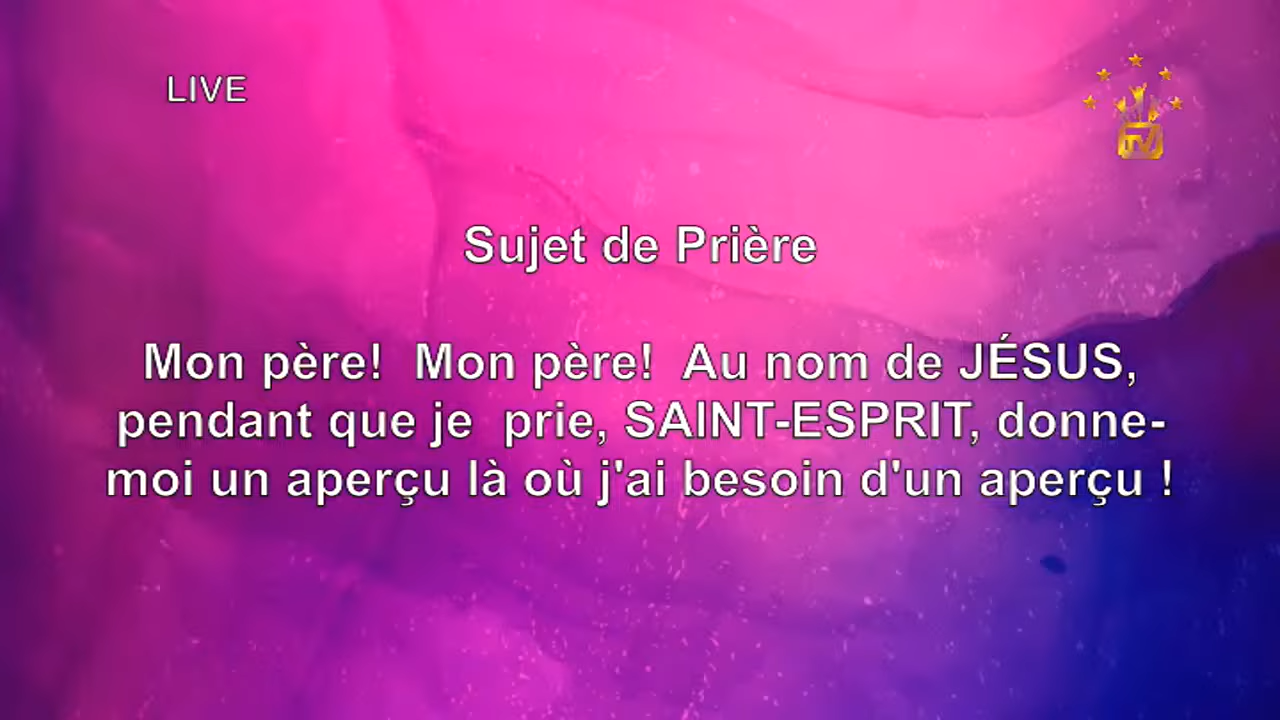 LIVE
TV
Sujet de Prière
Mon père!  Mon père!  Au nom de JÉSUS,
pendant que je  prie, SAINT-ESPRIT, donne-
moi un aperçu là où j'ai besoin d'un aperçu !